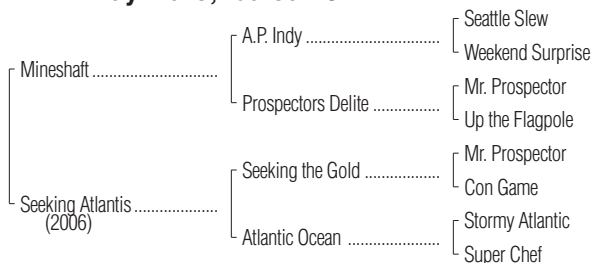 Seattle Slew
A.P. Indy
Weekend Surprise
Mineshaft
Mr. Prospector
Prospectors Delite
Up the Flagpole
Mr. Prospector
Seeking the Gold
Con Game
Seeking Atlantis
(2006)
Stormy Atlantic
Atlantic Ocean
Super Chef